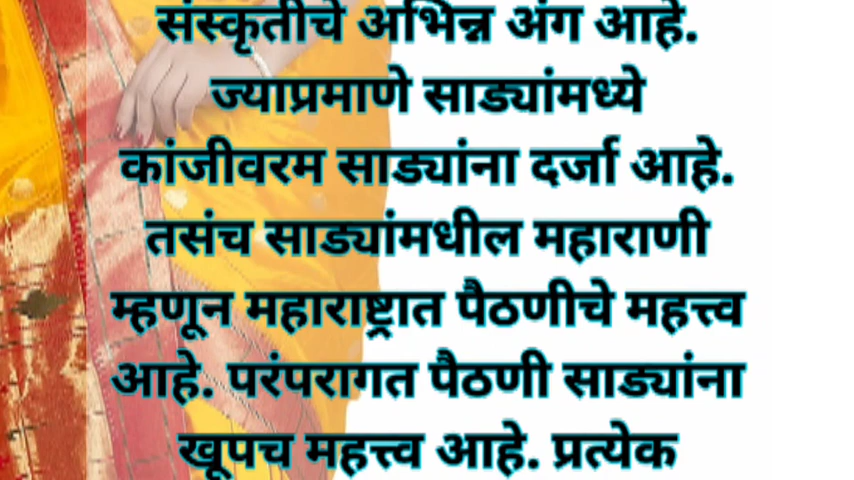 संस्कृतीचे अभिन्न अंग आहे.
ज्याप्रमाणे साड्यांमध्ये
कांजीवरम साड्यांना दर्जा आहे.
तसंच साड्यांमधील महाराणी
म्हणून महाराष्ट्रात पैठणीचे महत्त्व
आहे. परंपरागत पैठणी साड्यांना
खूपच महत्त्व आहे. प्रत्येक